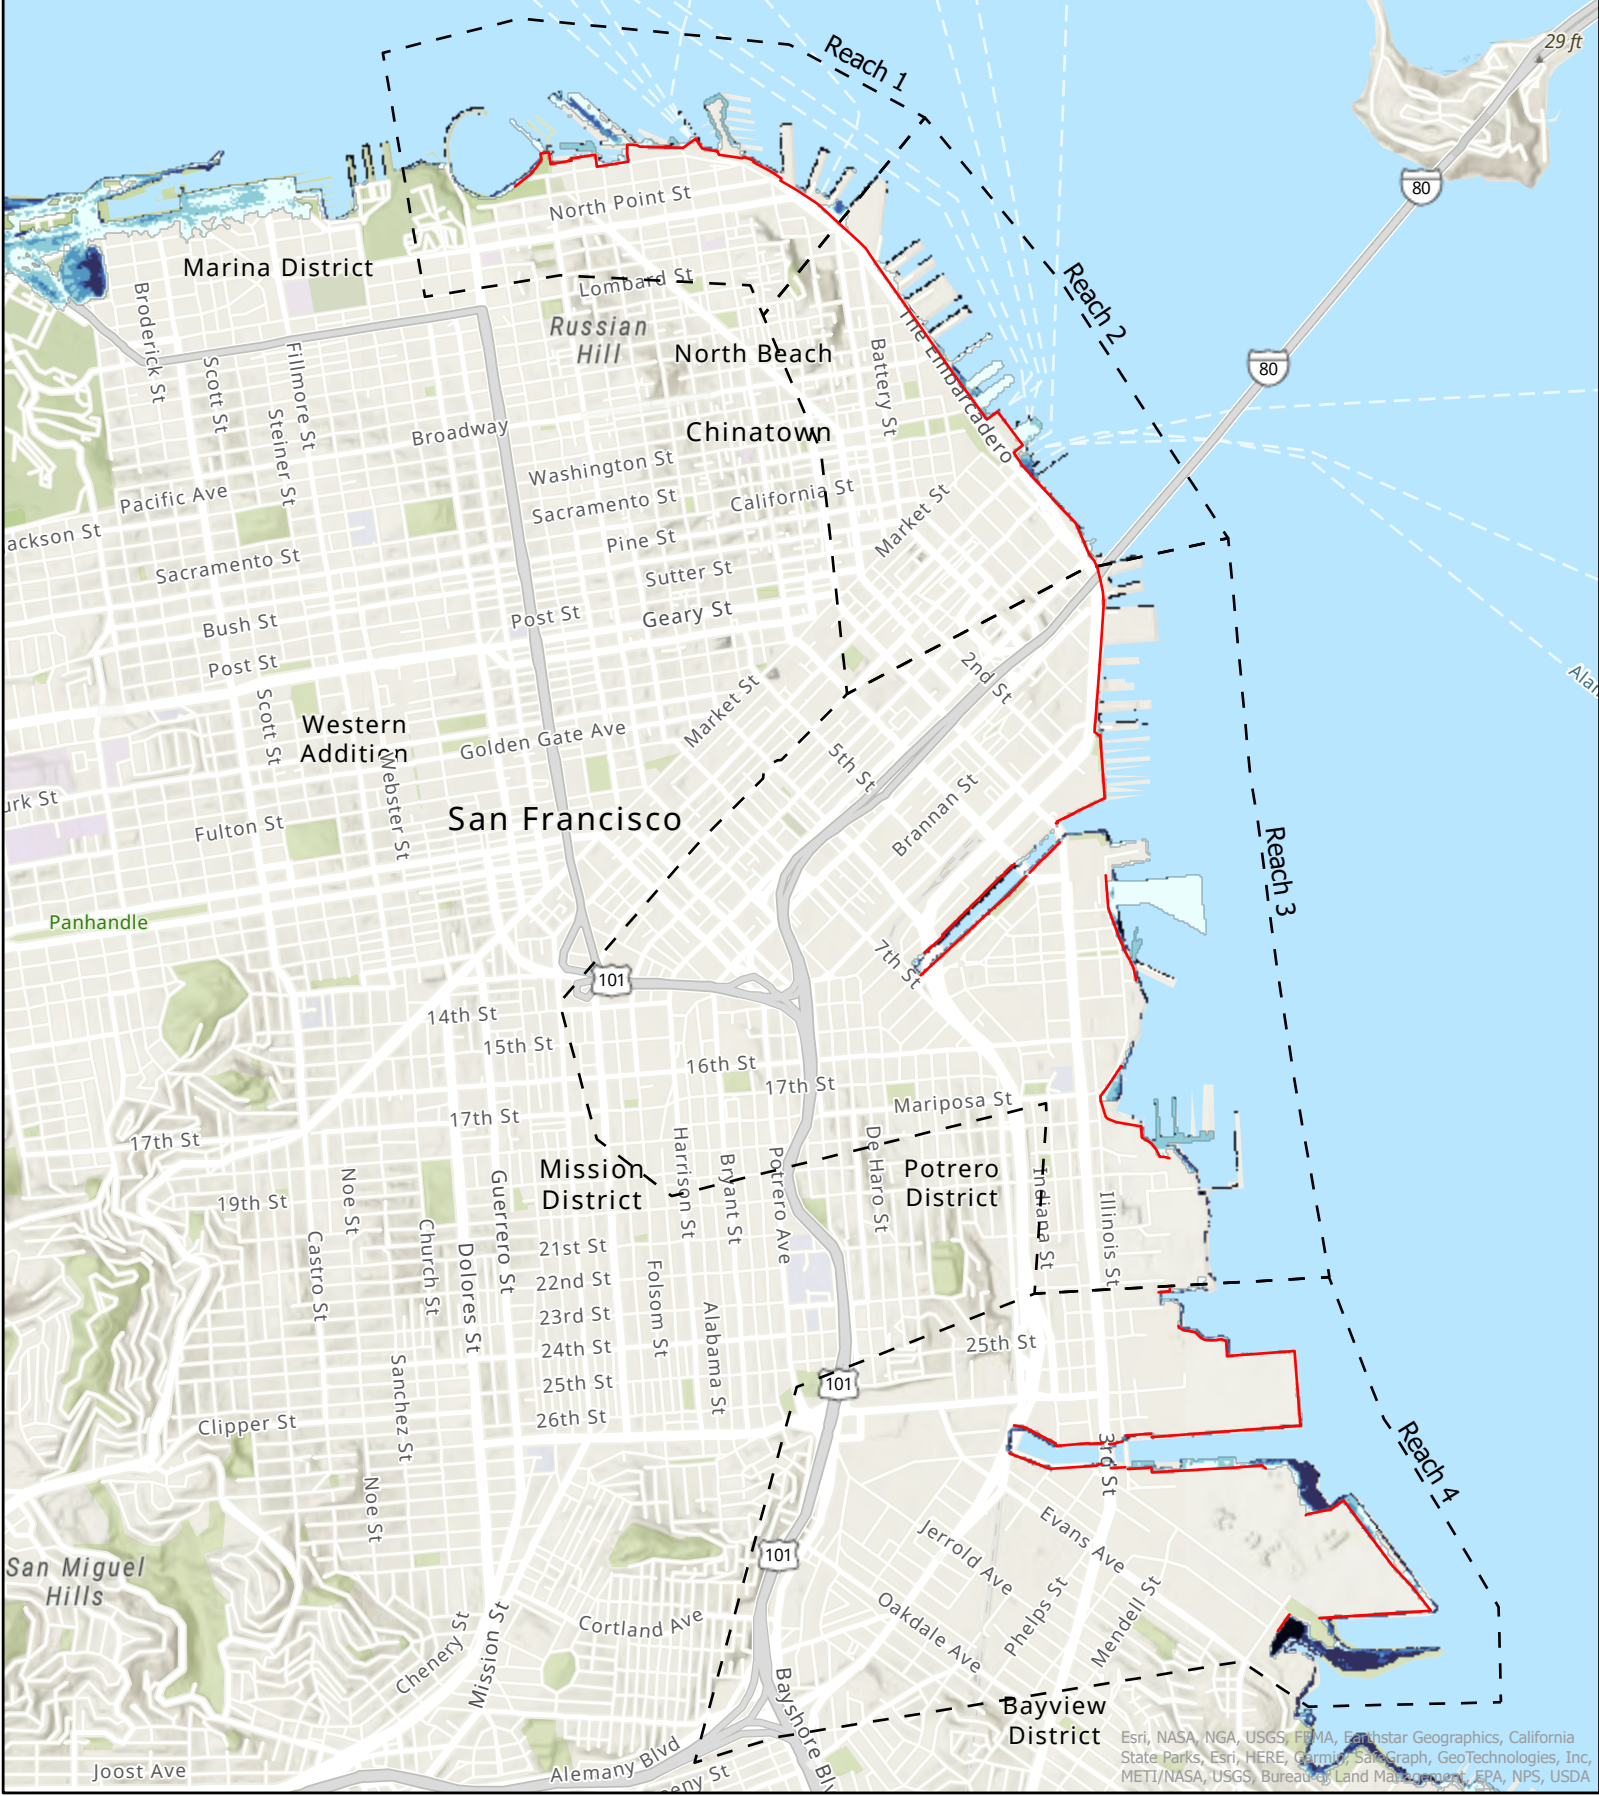 Reach 1
29 ft
80
North Point St
Marina District
Lombard St
Reach 2
Broderick St
Russian
Hill
North Beach
80
Scott St
Fillmore St
Steiner St
Battery St
The Embarcadero
Broadway
Chinatown
Washington St
Pacific Ave
Sacramento St
California St
Market St
ackson St
Pine St
Sacramento St
Sutter St
Bush St
Post St
Geary St
Post St
2nd St
Alan
Scott St
Western
Addition
Market St
Golden Gate Ave
Webster St
5th St
urk St
Fulton St
San Francisco
Brannan St
Reach 3
Panhandle
7th St
101
14th St
15th St
16th St
17th St
17th St
Mariposa St
17th St
Harrison St
Bryant St
Potrero Ave
De Haro St
Mission
District
Potrero
District
Indiana St
Illinois St
19th St
Noe St
Guerrero St
Castro St
Church St
Dolores St
21st St
22nd St
23rd St
24th St
25th St
26th St
Folsom St
Alabama St
25th St
101
Sanchez St
Clipper St
3rd St
Reach 4
Noe St
Evans Ave
Jerrold Ave
101
San Miguel
Hills
Phelps St
Mendell St
Oakdale Ave
Cortland Ave
Chenery St
Mission St
Bayshore Blv
Bayview
District
Alemany Blvd
Joost Ave
eny St
Esri, NASA, NGA, USGS, FEMA, Earthstar Geographics, California
State Parks, Esri, HERE, Garmin, SafeGraph, GeoTechnologies, Inc,
METI/NASA, USGS, Bureau of Land Management, EPA, NPS, USDA